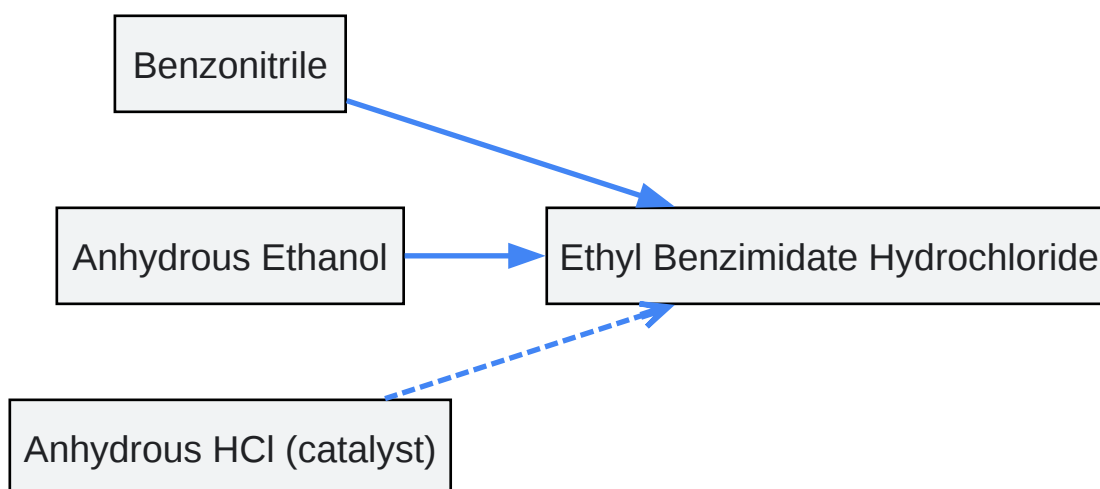 Benzonitrile
Anhydrous Ethanol
Ethyl Benzimidate Hydrochloride
Anhydrous HCl (catalyst)